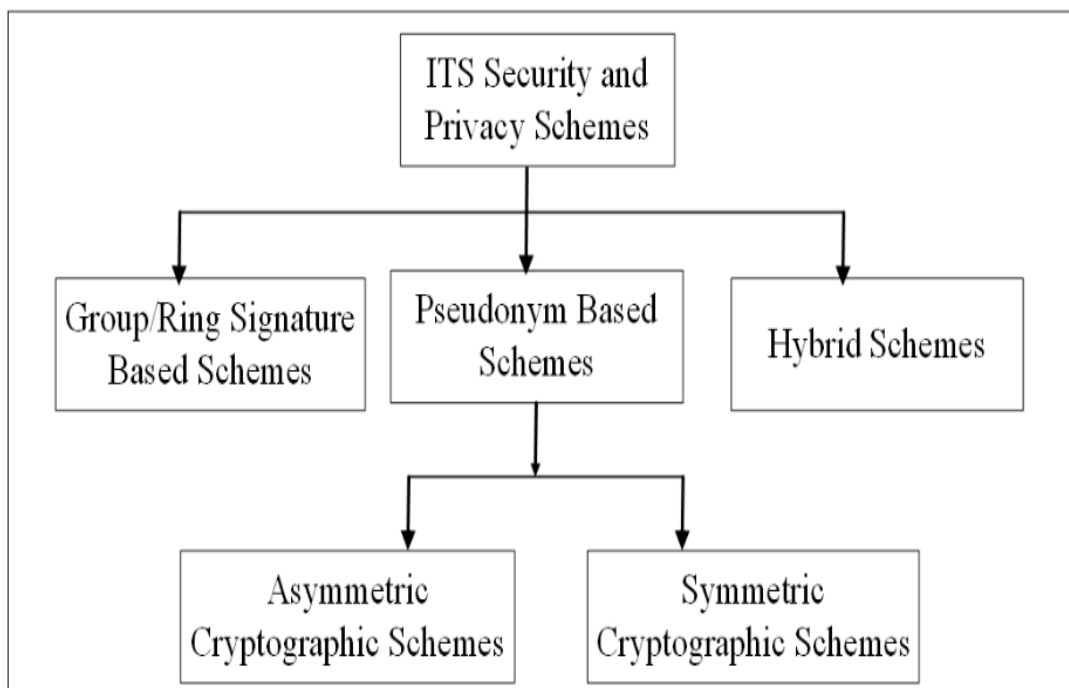 ITS Security and
Privacy Schemes
Group/Ring Signature
Based Schemes
Pseudonym Based
Schemes
Hybrid Schemes
Asymmetric
Cryptographic Schemes
Symmetric
Cryptographic Schemes